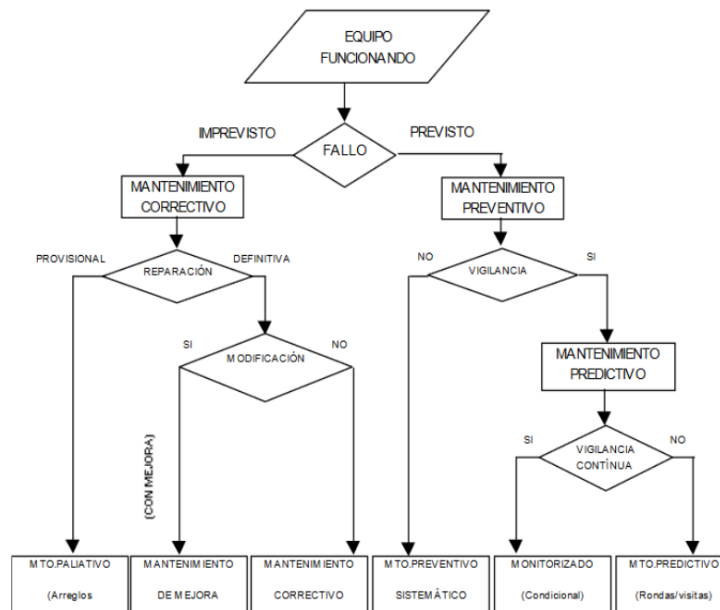 EQUIPO
FUNCIONANDO
IMPREVISTO
PREVISTO
FALLO
MANTENIMIENTO
CORRECTIVO
MANTENIMIENTO
PREVENTIVO
PROVISIONAL
REPARACIÓN
DEFINITIVA
NO
VIGILANCIA
SI
SI
MODIFICACIÓN
NO
MANTENIMIENTO
PREDICTIVO
(CON MEJORA)
SI
VIGILANCIA
CONTÍNUA
NO
MTO.PALIATIVO
(Arreglos
MANTENIMIENTO
DE MEJORA
MANTENIMIENTO
CORRECTIVO
MTO.PREVENTIVO
SISTEMÁTICO
MONITORIZADO
(Condicional)
MTO.PREDICTIVO
(Rondas/visitas)